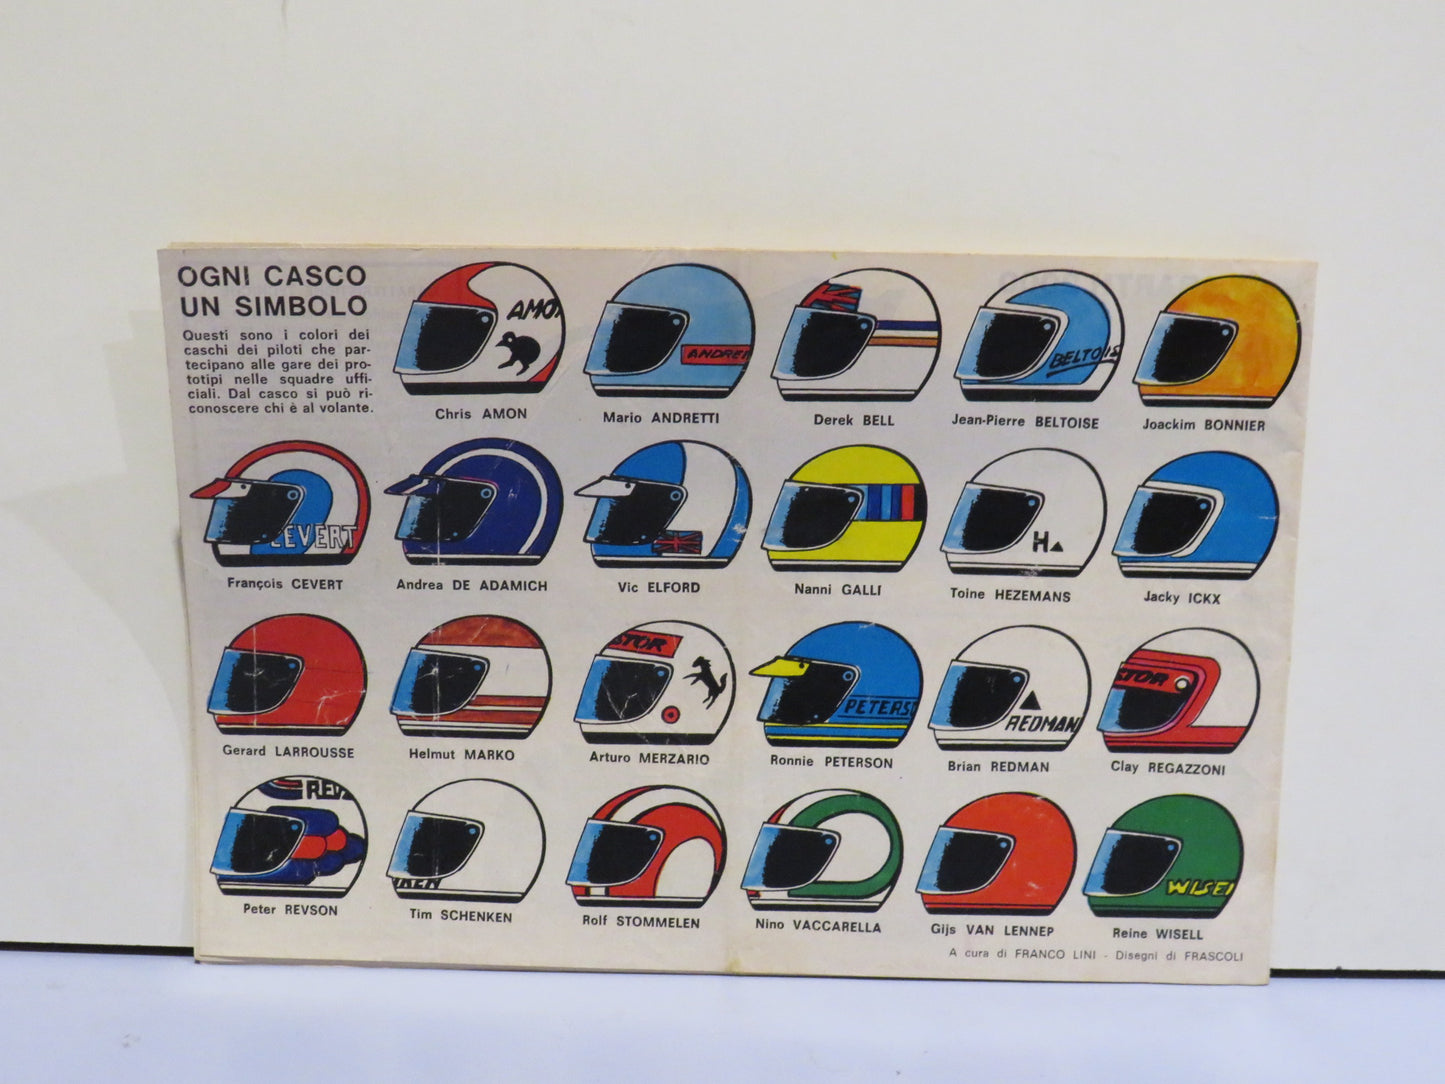 OGNI CASCO
UN SIMBOLO
Questi sono i colori dei
caschi dei piloti che par-
tecipano alle gare dei pro-
totipi nelle squadre uffi-
ciali. Dal casco si può ri-
conoscere chi è al volante.
AMON
ANDRE
BELTOIS
Chris AMON
Mario ANDRETTI
Derek BELL
Jean-Pierre BELTOISE
Joackim BONNIER
CEVERT
H
François CEVERT
Andrea DE ADAMICH
Vic ELFORD
Nanni GALLI
Toine HEZEMANS
Jacky ICKX
STOR
PETERS
REDMAN
STOR
Gerard LARROUSSE
Helmut MARKO
Arturo MERZARIO
Ronnie PETERSON
Brian REDMAN
Clay REGAZZONI
REVS
KEN
WISEL
Peter REVSON
Tim SCHENKEN
Rolf STOMMELEN
Nino VACCARELLA
Gijs VAN LENNEP
Reine WISELL
A cura di FRANCO LINI - Disegni di FRASCOLI